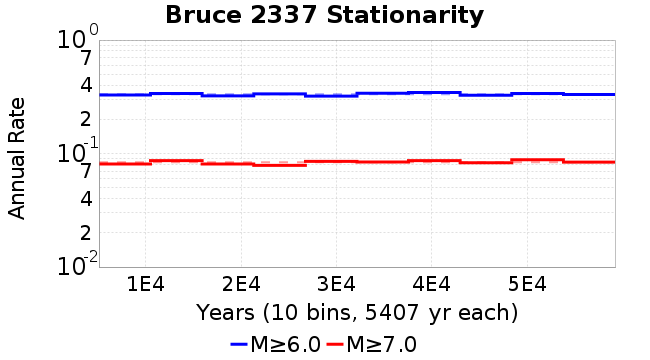 Bruce 2337 Stationarity
10^0
7
4
2
10^-1
7
4
2
10^-2
Annual Rate
1E4 2E4 3E4 4E4 5E4
Years (10 bins, 5407 yr each)
M≥6.0 M≥7.0